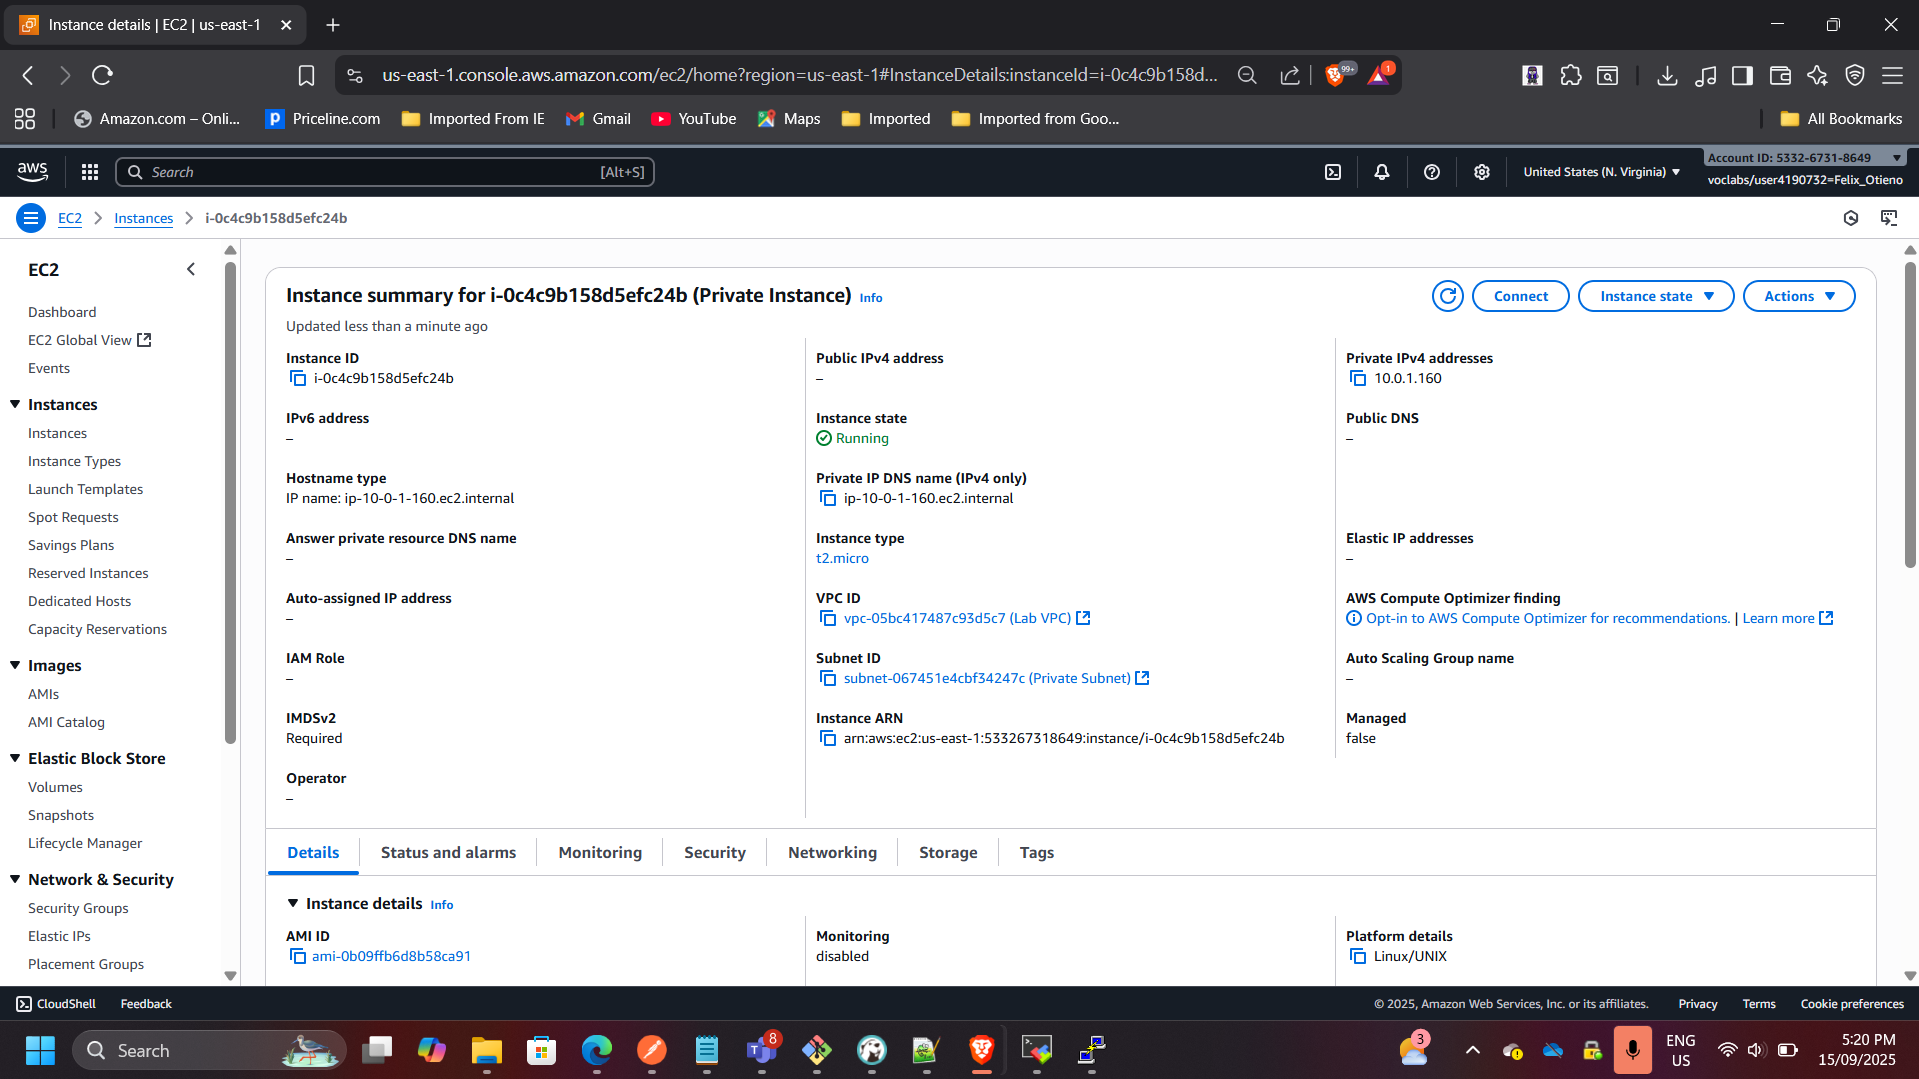 Instance details | EC2 | us-east-1
us-east-1.console.aws.amazon.com/ec2/home?region=us-east-1#InstanceDetails:instanceId=i-0c4c9b158d...
99+
1
Amazon.com – Onli...
Priceline.com
Imported From IE
Gmail
YouTube
Maps
Imported
Imported from Goo...
All Bookmarks
aws
Search
[Alt+S]
United States (N. Virginia)
Account ID: 5332-6731-8649
voclabs/user4190732=Felix_Otieno
EC2
Instances
i-0c4c9b158d5efc24b
EC2
Dashboard
EC2 Global View
Events
Instances
Instances
Instance Types
Launch Templates
Spot Requests
Savings Plans
Reserved Instances
Dedicated Hosts
Capacity Reservations
Images
AMIs
AMI Catalog
Elastic Block Store
Volumes
Snapshots
Lifecycle Manager
Network & Security
Security Groups
Elastic IPs
Placement Groups
Instance summary for i-0c4c9b158d5efc24b (Private Instance) Info
Updated less than a minute ago
Connect
Instance state
Actions
Instance ID
i-0c4c9b158d5efc24b
Public IPv4 address
–
Private IPv4 addresses
10.0.1.160
IPv6 address
–
Instance state
Running
Public DNS
–
Hostname type
IP name: ip-10-0-1-160.ec2.internal
Private IP DNS name (IPv4 only)
ip-10-0-1-160.ec2.internal
Answer private resource DNS name
–
Instance type
t2.micro
Elastic IP addresses
–
Auto-assigned IP address
–
VPC ID
vpc-05bc417487c93d5c7 (Lab VPC)
AWS Compute Optimizer finding
Opt-in to AWS Compute Optimizer for recommendations. | Learn more
IAM Role
–
Subnet ID
subnet-067451e4cbf34247c (Private Subnet)
Auto Scaling Group name
–
IMDSv2
Required
Instance ARN
arn:aws:ec2:us-east-1:533267318649:instance/i-0c4c9b158d5efc24b
Managed
false
Operator
–
Details
Status and alarms
Monitoring
Security
Networking
Storage
Tags
Instance details Info
AMI ID
ami-0b09ffb6d8b58ca91
Monitoring
disabled
Platform details
Linux/UNIX
CloudShell
Feedback
© 2025, Amazon Web Services, Inc. or its affiliates.
Privacy
Terms
Cookie preferences
Search
8
3
ENG
US
5:20 PM
15/09/2025